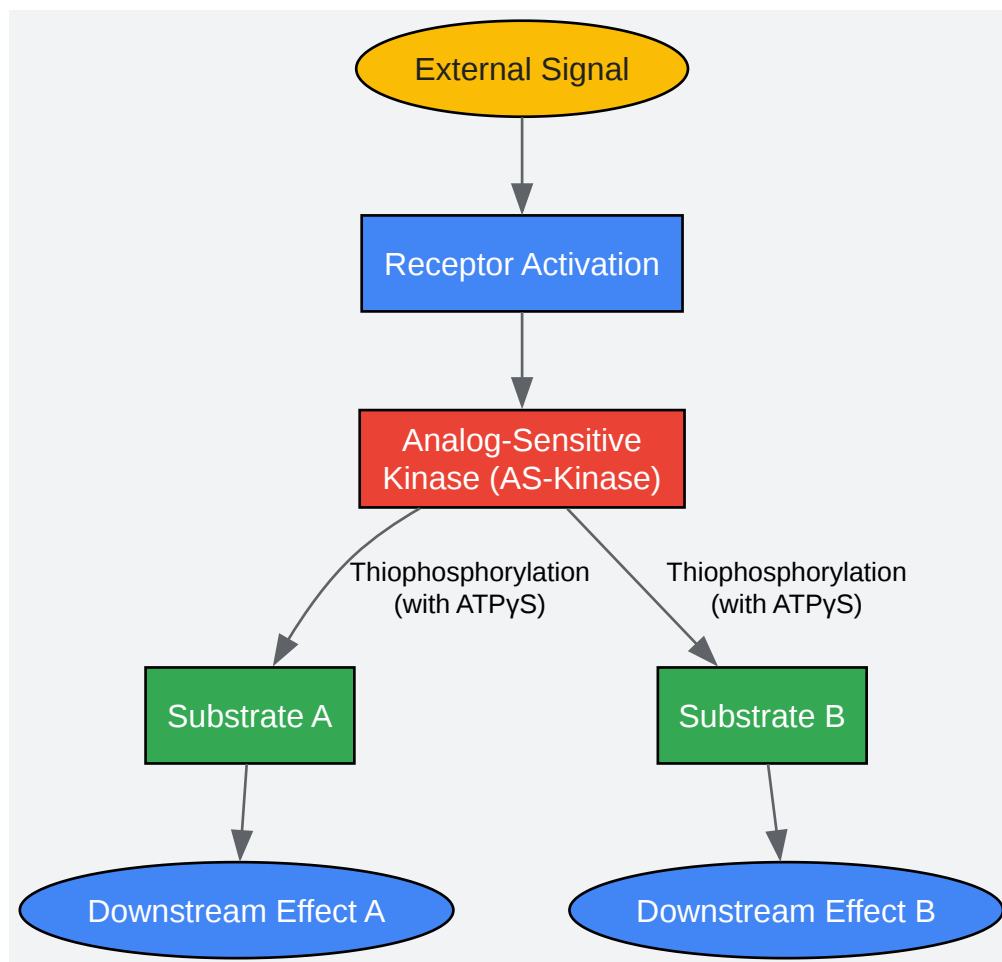 External Signal
Receptor Activation
Analog-Sensitive
Kinase (AS-Kinase)
Thiophosphorylation
(with ATPγS)
Thiophosphorylation
(with ATPγS)
Substrate A
Substrate B
Downstream Effect A
Downstream Effect B